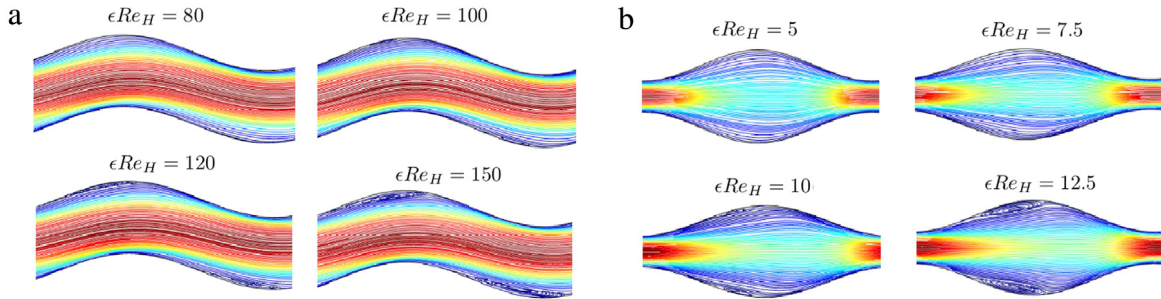 a
ϵRe_H = 80
ϵRe_H = 100
ϵRe_H = 120
ϵRe_H = 150
b
ϵRe_H = 5
ϵRe_H = 7.5
ϵRe_H = 10
ϵRe_H = 12.5